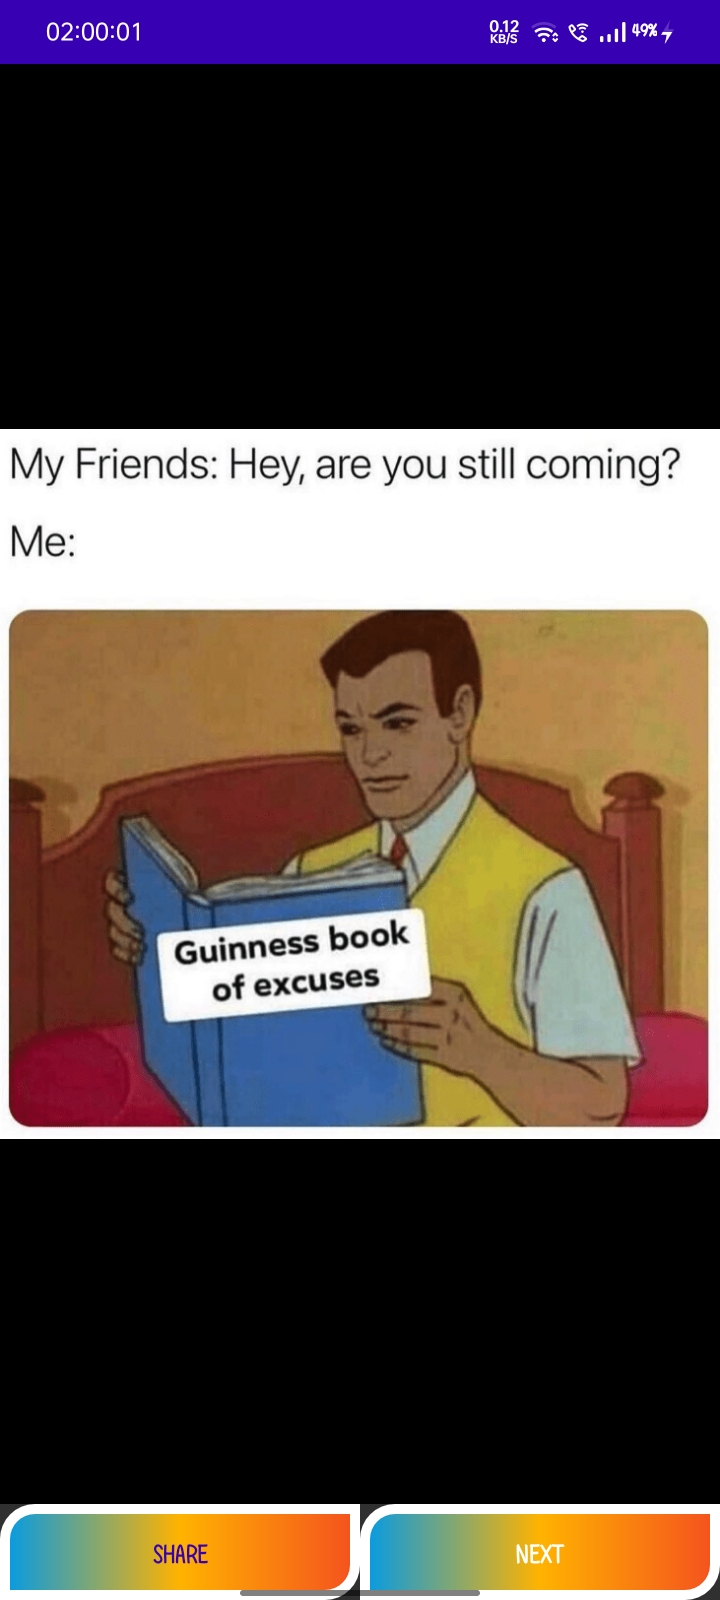 02:00:01
0.12
KB/S
49%
My Friends: Hey, are you still coming?
Me:
Guinness book
of excuses
SHARE
NEXT